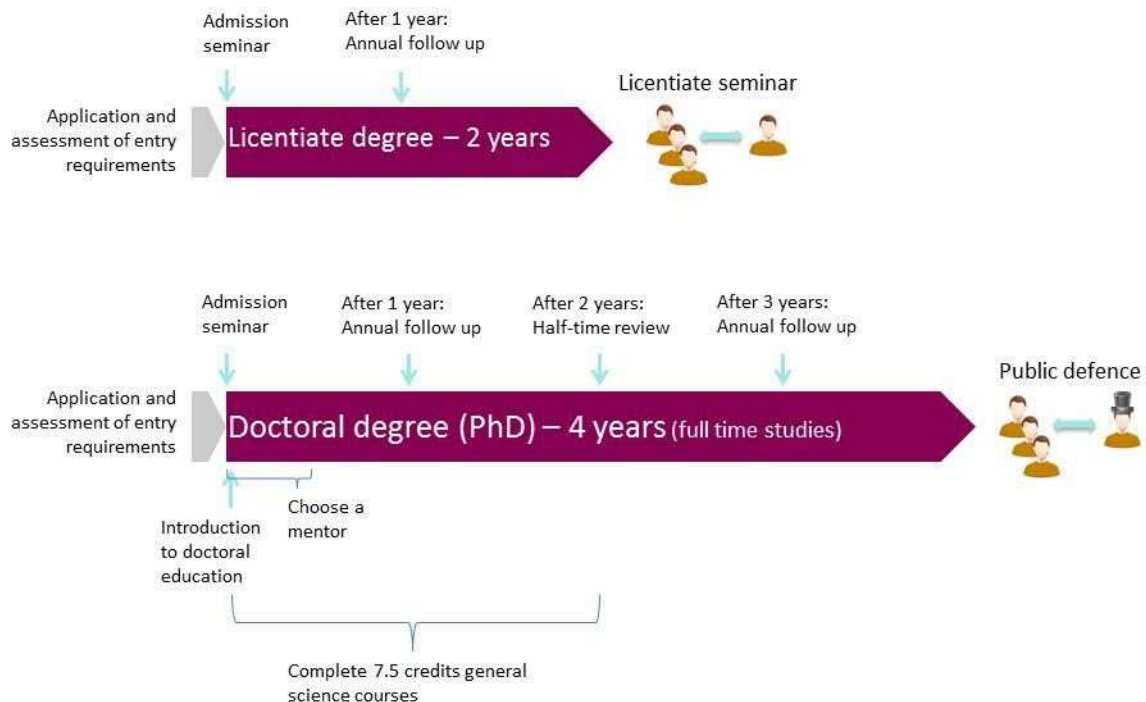 Admission
seminar
After 1 year:
Annual follow up
Licentiate seminar
Application and
assessment of entry
requirements
Licentiate degree – 2 years
Admission
seminar
After 1 year:
Annual follow up
After 2 years:
Half-time review
After 3 years:
Annual follow up
Public defence
Application and
assessment of entry
requirements
Doctoral degree (PhD) – 4 years (full time studies)
Choose a
mentor
Introduction
to doctoral
education
Complete 7.5 credits general
science courses